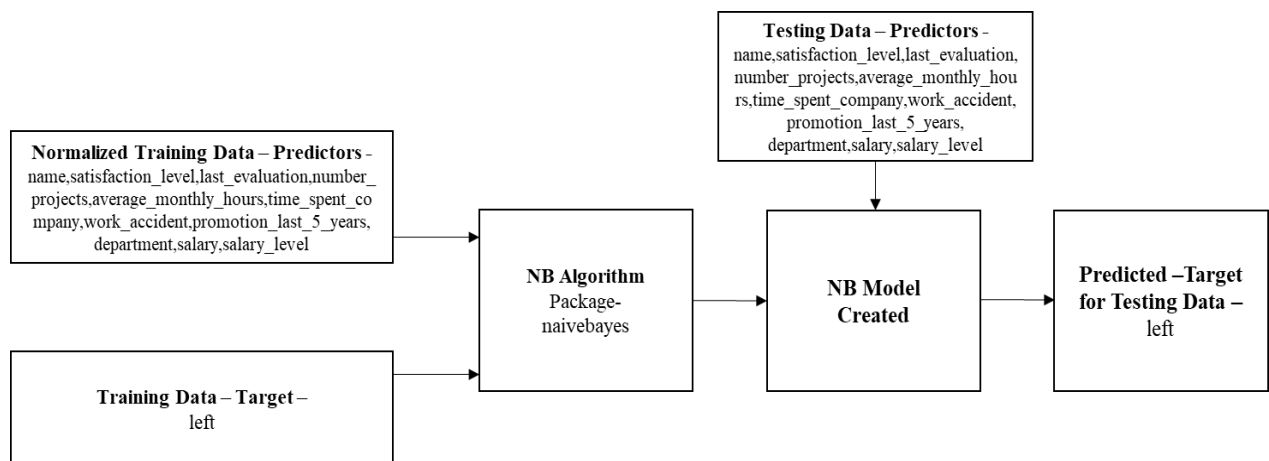 Testing Data – Predictors -
name,satisfaction_level,last_evaluation,
number_projects,average_monthly_hou
rs,time_spent_company,work_accident,
promotion_last_5_years,
department,salary,salary_level
Normalized Training Data – Predictors -
name,satisfaction_level,last_evaluation,number_
projects,average_monthly_hours,time_spent_co
mpany,work_accident,promotion_last_5_years,
department,salary,salary_level
NB Algorithm
Package-
naivebayes
NB Model
Created
Predicted –Target
for Testing Data –
left
Training Data – Target –
left